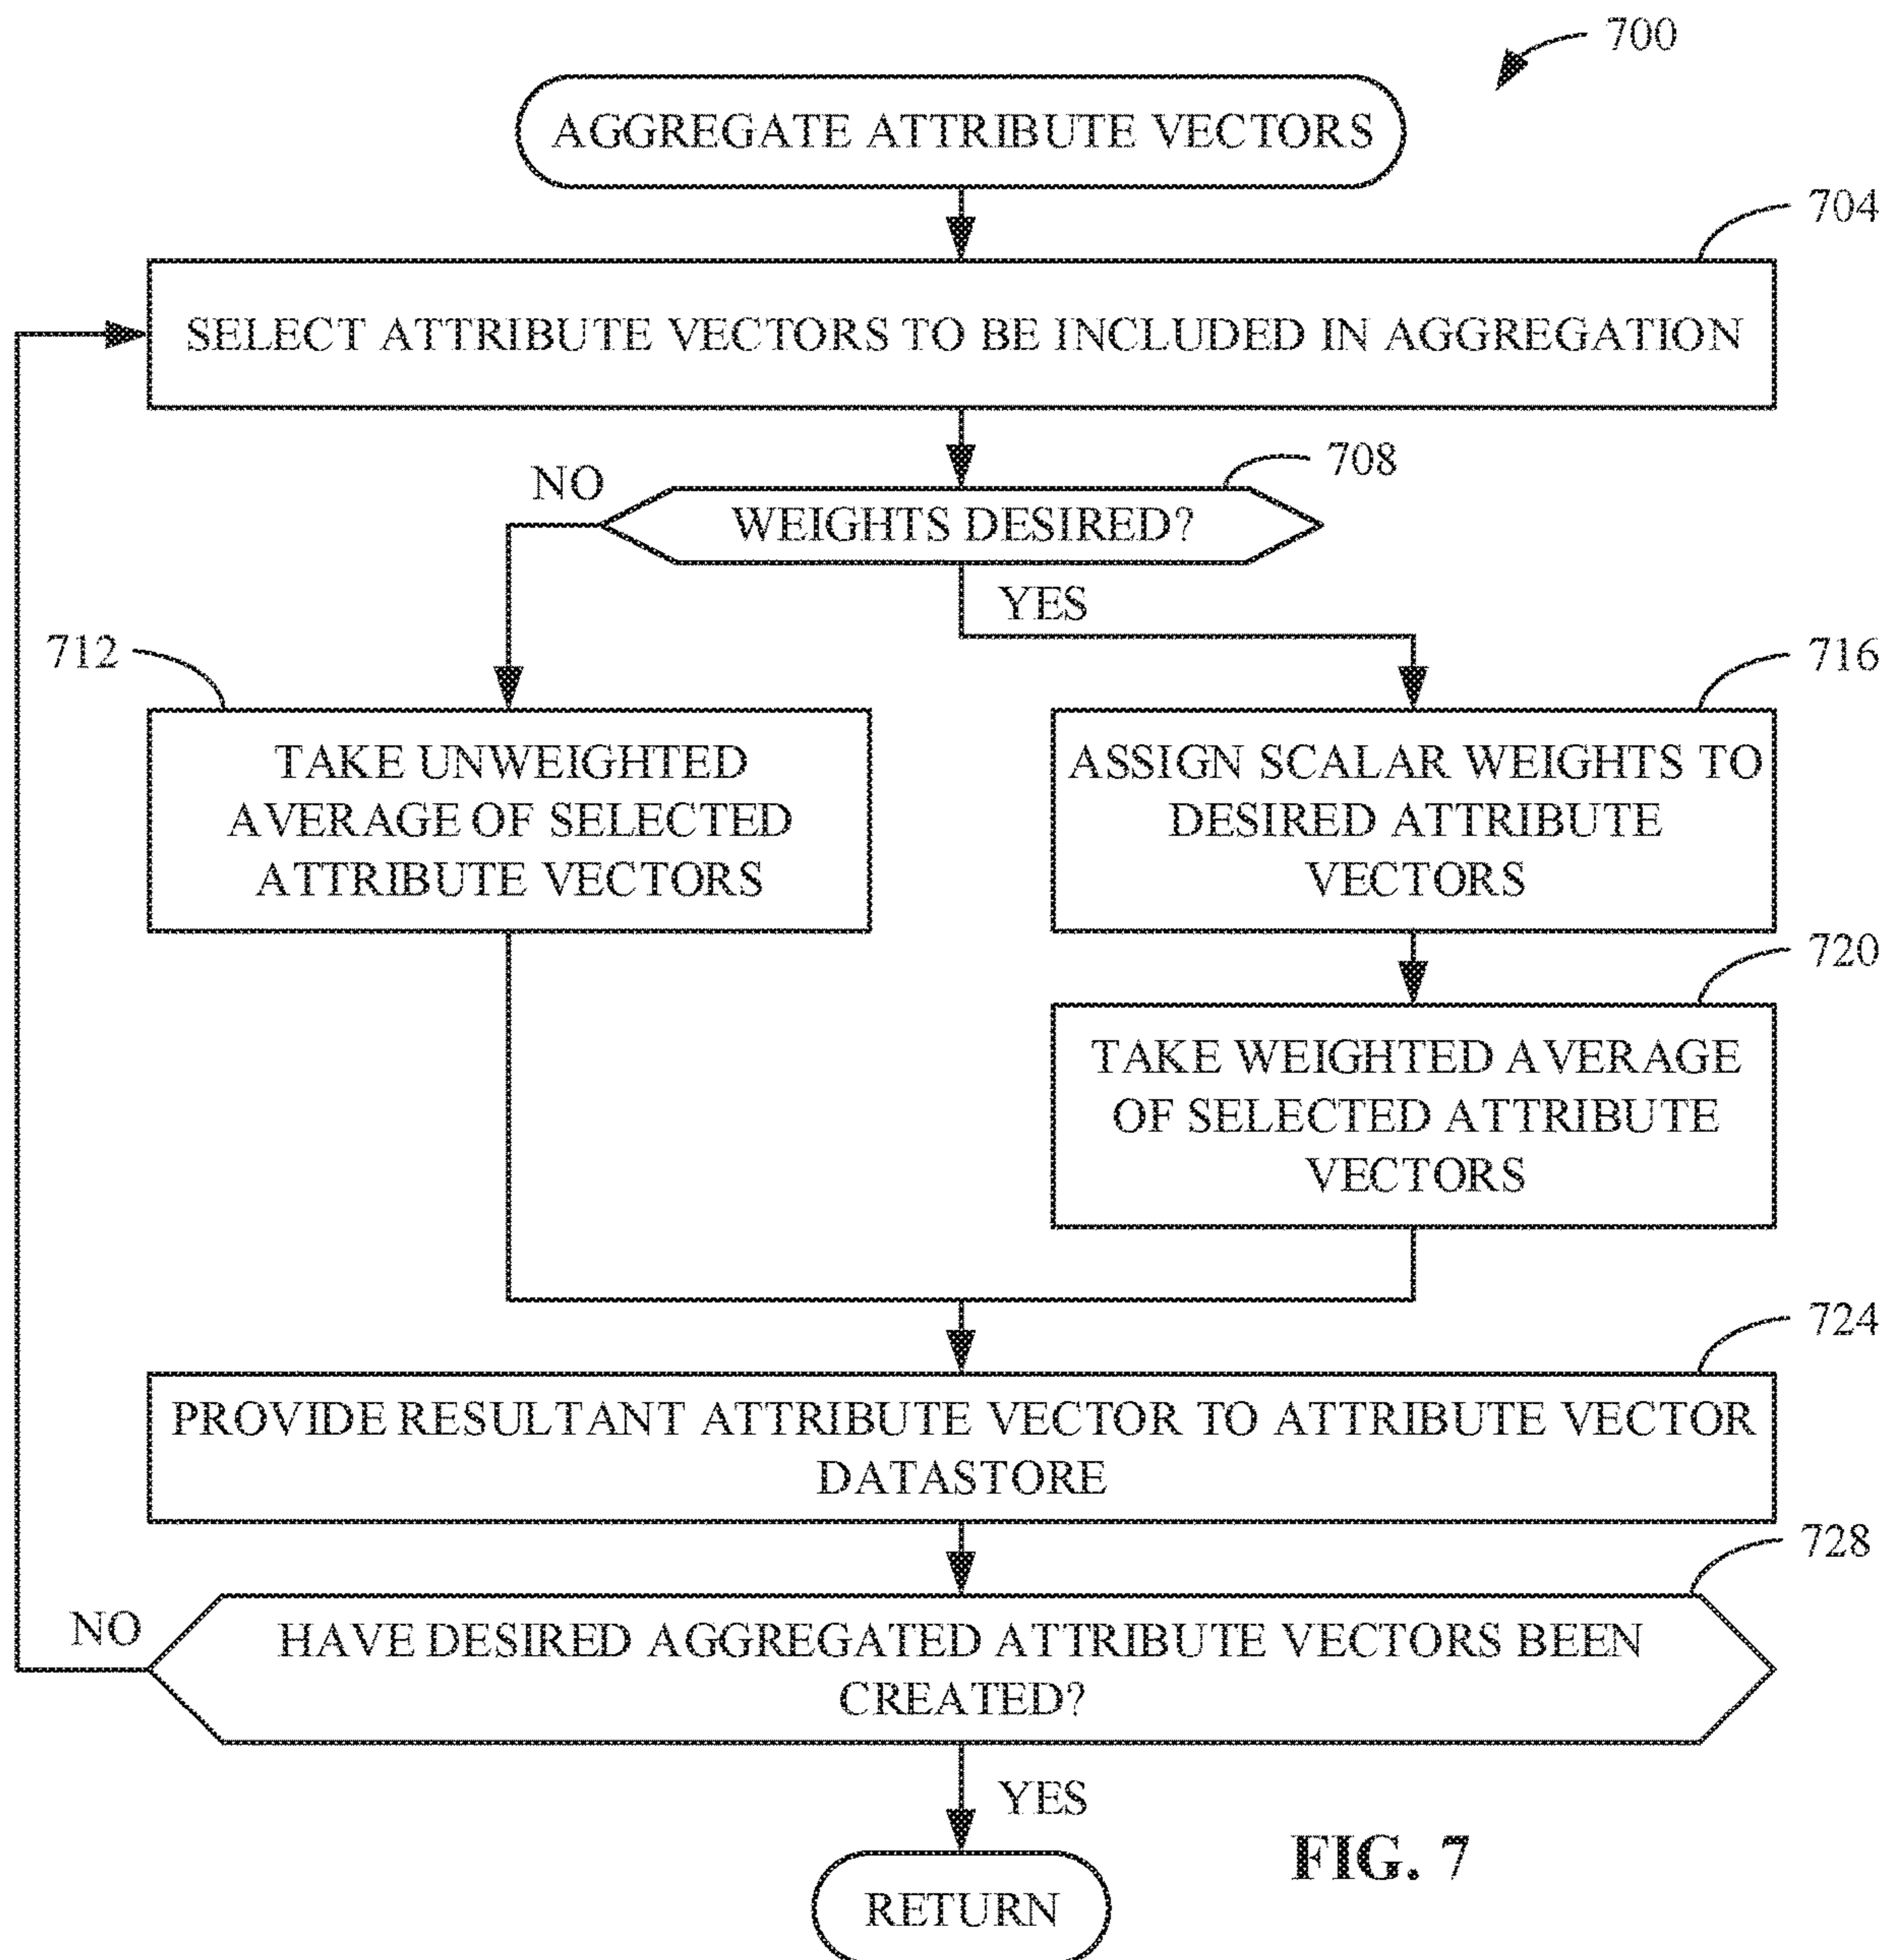 700
AGGREGATE ATTRIBUTE VECTORS
704
SELECT ATTRIBUTE VECTORS TO BE INCLUDED IN AGGREGATION
708
NO
WEIGHTS DESIRED?
YES
712
716
TAKE UNWEIGHTED
AVERAGE OF SELECTED
ATTRIBUTE VECTORS
ASSIGN SCALAR WEIGHTS TO
DESIRED ATTRIBUTE
VECTORS
720
TAKE WEIGHTED AVERAGE
OF SELECTED ATTRIBUTE
VECTORS
724
PROVIDE RESULTANT ATTRIBUTE VECTOR TO ATTRIBUTE VECTOR
DATASTORE
728
NO
HAVE DESIRED AGGREGATED ATTRIBUTE VECTORS BEEN
CREATED?
YES
FIG. 7
RETURN